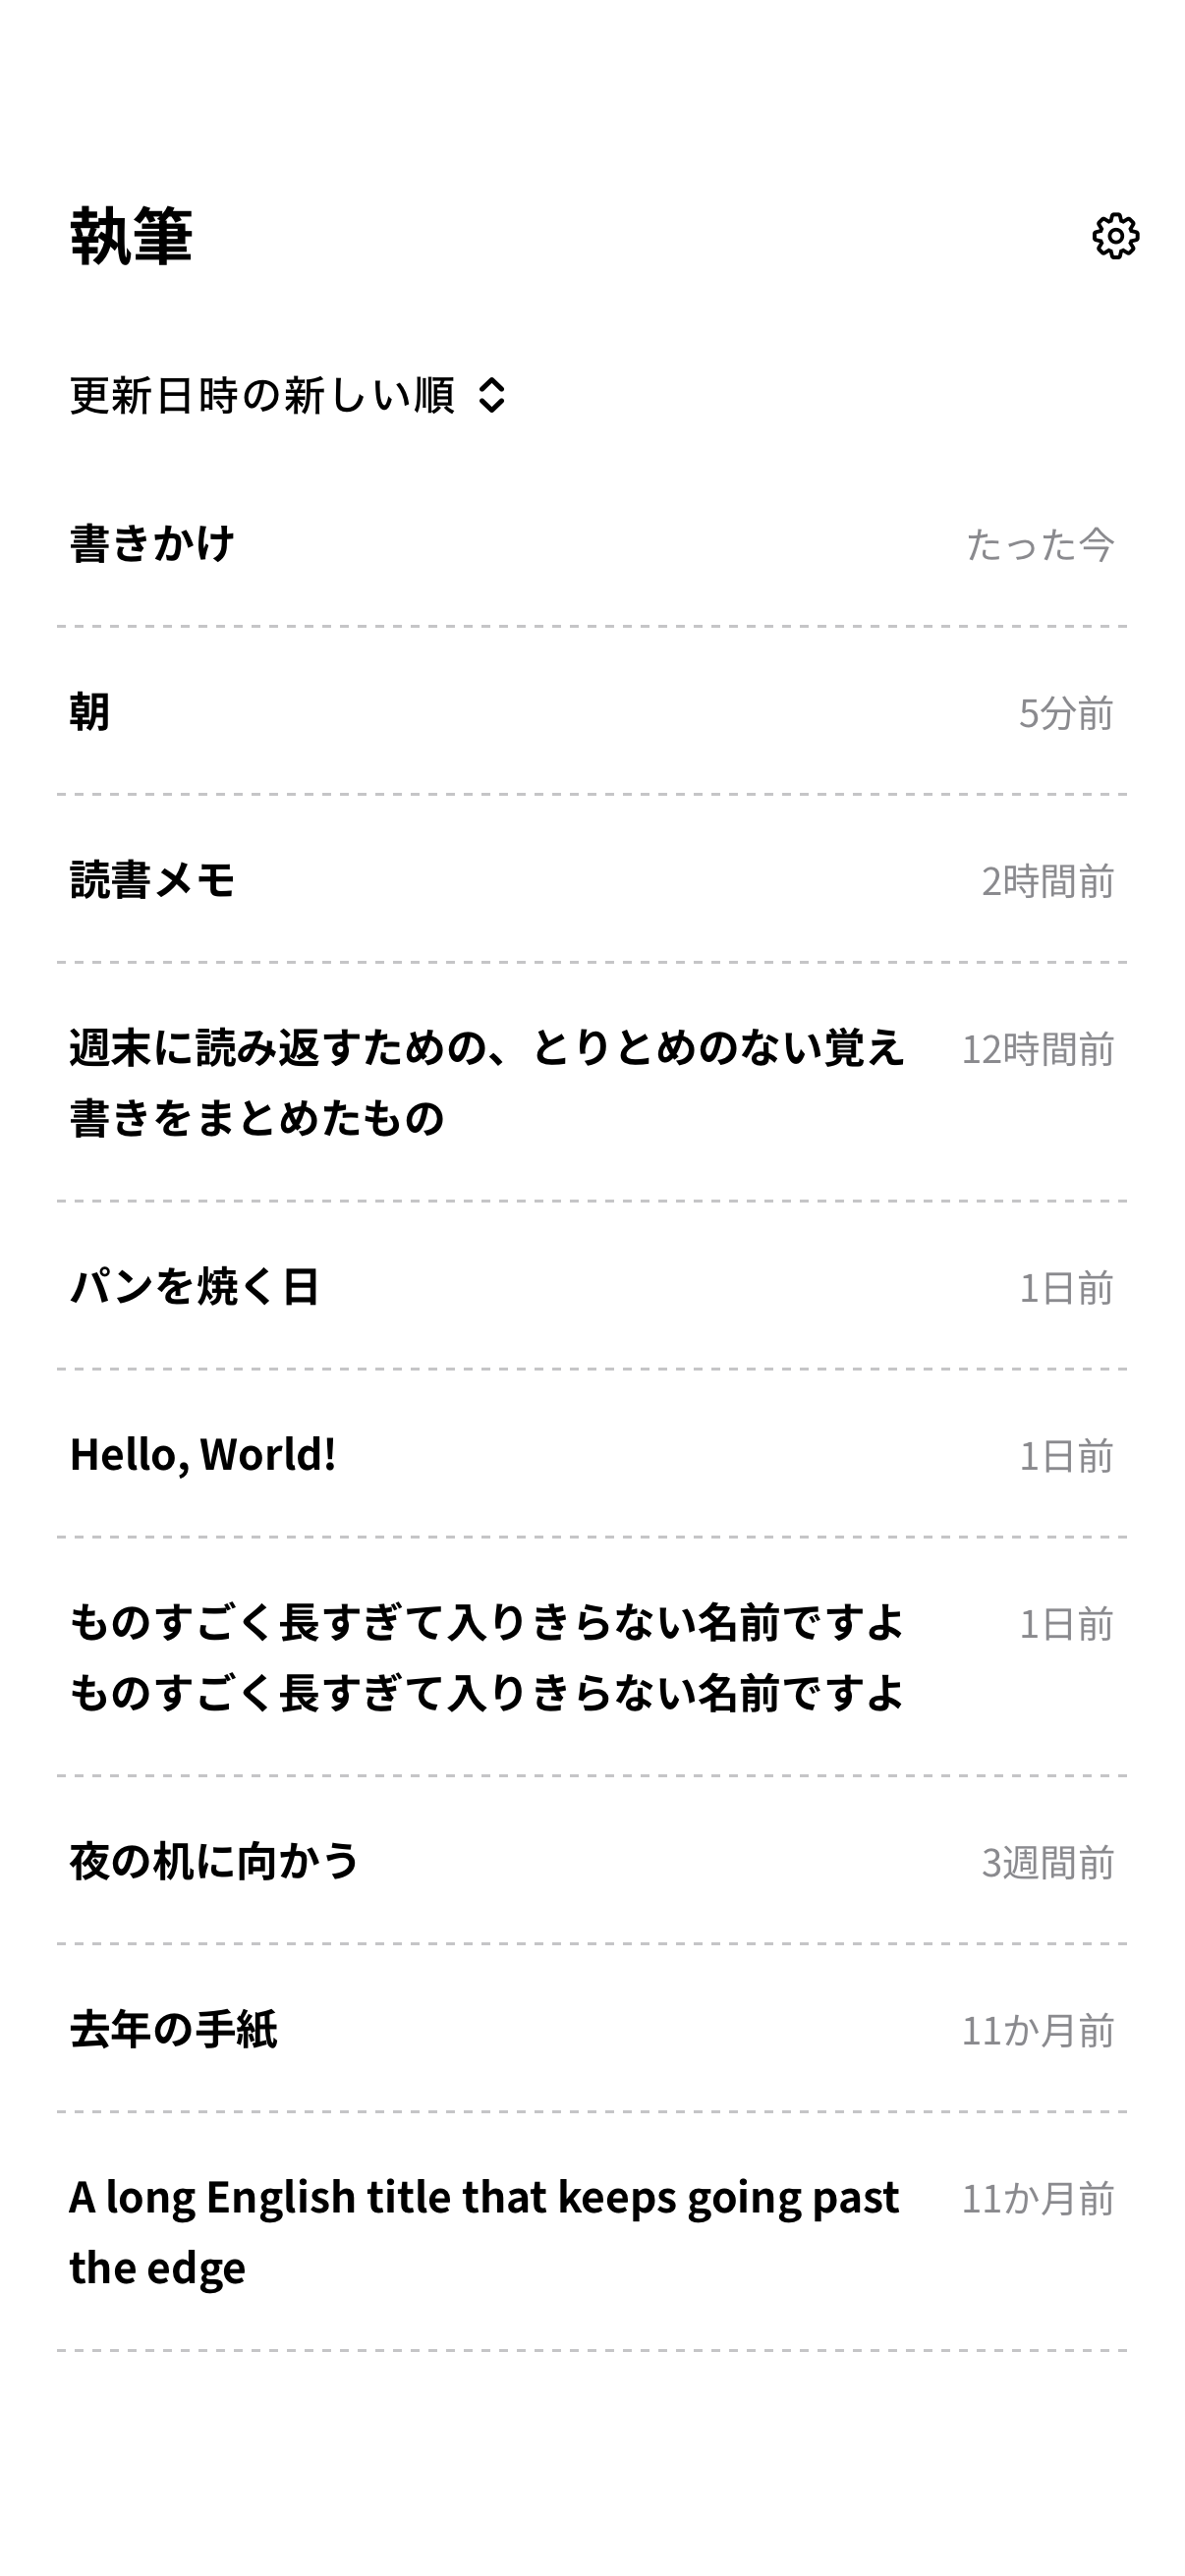 執筆
更新日時の新しい順
書きかけ
たった今
朝
5分前
読書メモ
2時間前
週末に読み返すための、とりとめのない覚え
12時間前
書きをまとめたもの
パンを焼く日
1日前
Hello, World!
1日前
ものすごく長すぎて入りきらない名前ですよ
1日前
ものすごく長すぎて入りきらない名前ですよ
夜の机に向かう
3週間前
去年の手紙
11か月前
A long English title that keeps going past
11か月前
the edge